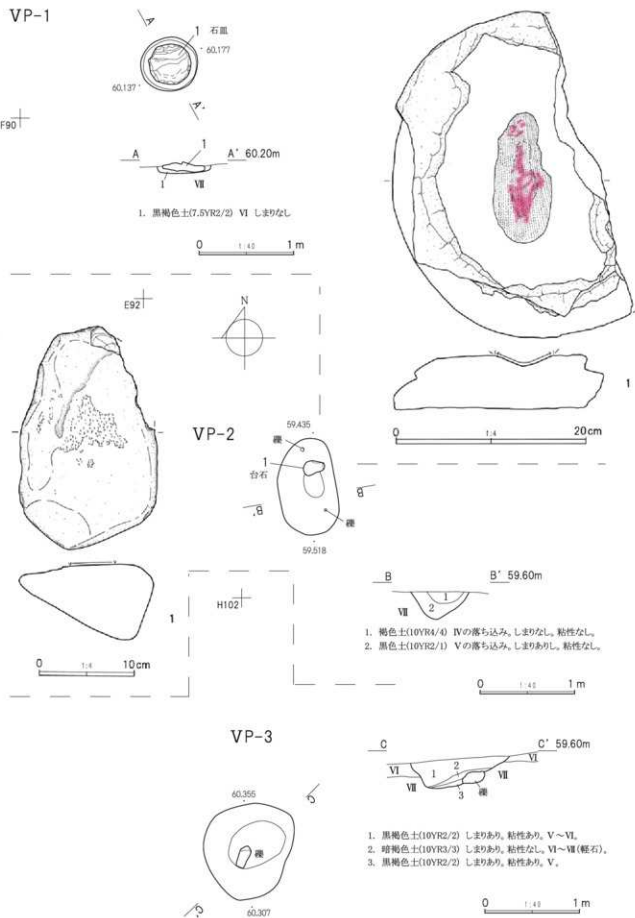 VP-1
A
1 石皿
60.177
60.137
A'
F90
A A' 60.20m
1
1 Ⅶ
1. 黒褐色土(7.5YR2/2) Ⅵ しまりなし
0 1:40 1 m
1
0 1:4 20cm
E92
N
VP-2
59.435
礫
1
台石
B
B'
礫
59.518
1
0 1:4 10cm
H102
B B' 59.60m
Ⅶ 1
2
1. 褐色土(10YR4/4) Ⅳの落ち込み。しまりなし。粘性なし。
2. 黒色土(10YR2/1) Ⅴの落ち込み。しまりありし。粘性なし。
0 1:40 1 m
VP-3
60.355
C
礫
C'
60.307
C C' 59.60m
Ⅵ 1 2 Ⅵ
Ⅶ 3 礫 Ⅶ
1. 黒褐色土(10YR2/2) しまりあり。粘性あり。Ⅴ～Ⅵ。
2. 暗褐色土(10YR3/3) しまりあり。粘性なし。Ⅵ～Ⅶ(軽石)。
3. 黒褐色土(10YR2/2) しまりあり。粘性あり。Ⅴ。
0 1:40 1 m